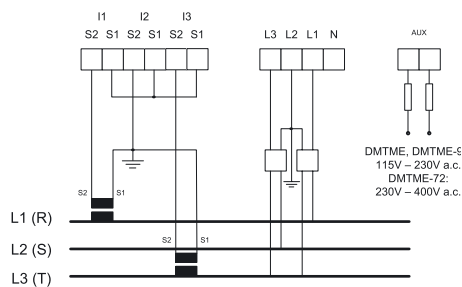 I1 I2 I3
S2 S1 S2 S1 S2 S1
L3 L2 L1 N
AUX
DMTME, DMTME-9
115V – 230V a.c.
DMTME-72:
230V – 400V a.c.
S2 S1
L1 (R)
S2 S1
L2 (S)
L3 (T)